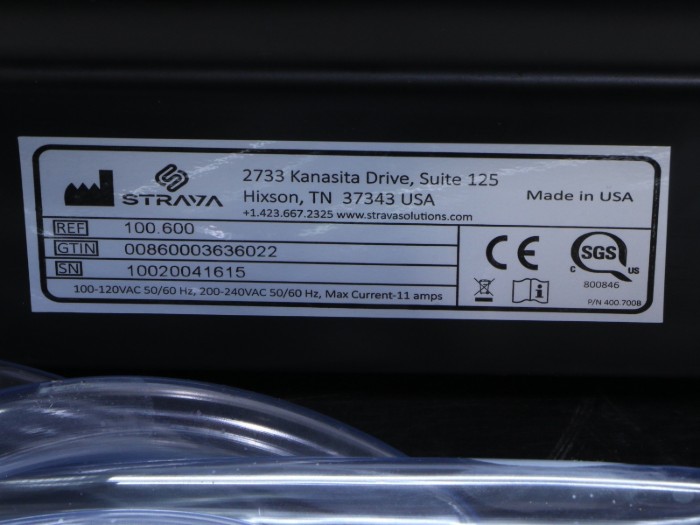 STRAVA
2733 Kanasita Drive, Suite 125
Hixson, TN 37343 USA
+1.423.667.2325 www.stravasolutions.com
Made in USA
REF 100.600
GTIN 00860003636022
SN 10020041615
100-120VAC 50/60 Hz, 200-240VAC 50/60 Hz, Max Current-11 amps
CE
SGS
C US
800846
P/N 400.700B